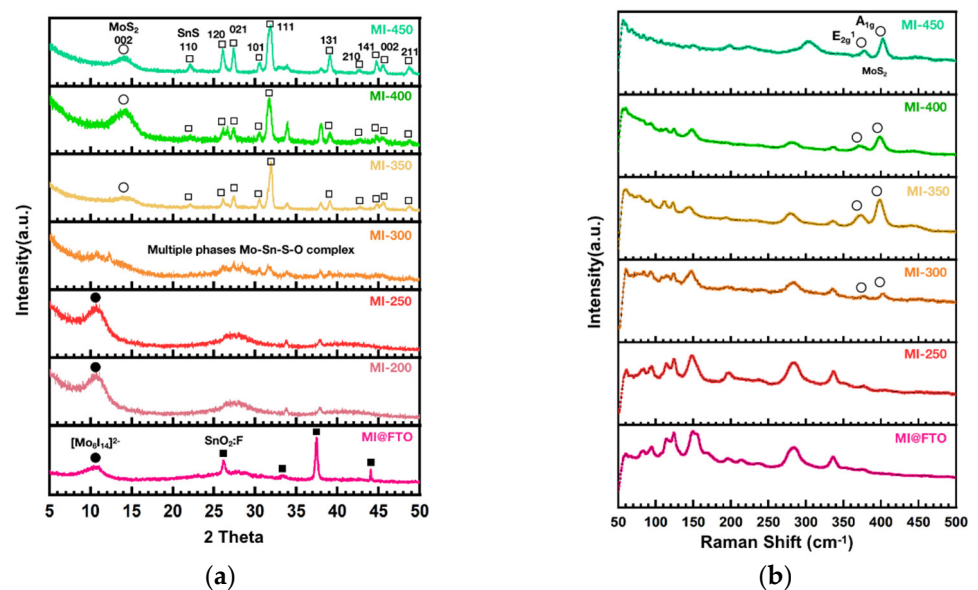 MoS2
002
SnS
110
120
021
101
111
131
210
141
002
211
MI-450
MI-400
MI-350
MI-300
Multiple phases Mo-Sn-S-O complex
MI-250
MI-200
[Mo6I14]2-
SnO2:F
MI@FTO
Intensity(a.u.)
5 10 15 20 25 30 35 40 45 50
2 Theta
(a)
MI-450
A1g
E2g1
MoS2
MI-400
MI-350
MI-300
MI-250
MI@FTO
Intensity(a.u.)
50 100 150 200 250 300 350 400 450 500
Raman Shift (cm-1)
(b)